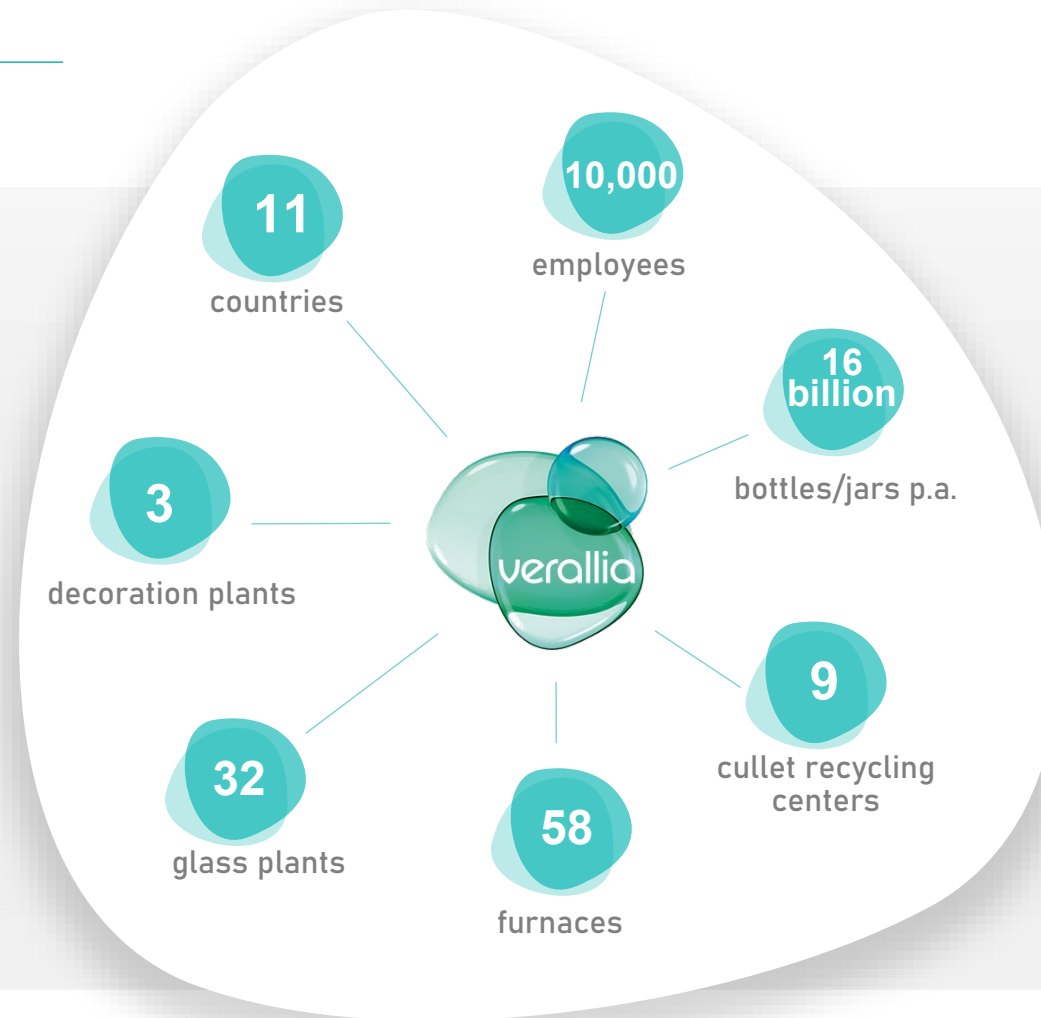 11
countries
10,000
employees
16
billion
bottles/jars p.a.
3
decoration plants
verallia
9
cullet recycling
centers
32
glass plants
58
furnaces